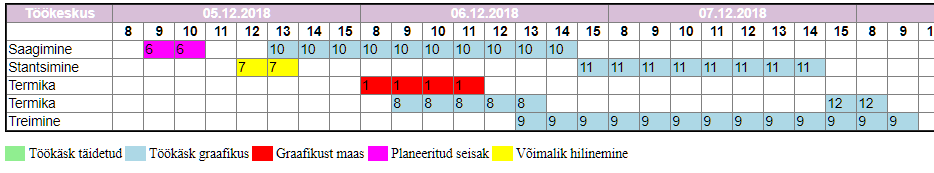 Töökeskus 05.12.2018 06.12.2018 07.12.2018
8 9 10 11 12 13 14 15 8 9 10 11 12 13 14 15 8 9 10 11 12 13 14 15 8 9
Saagimine 6 6 10 10 10 10 10 10 10 10 10 10
Stantsimine 7 7 11 11 11 11 11 11 11 11
Termika 1 1 1 1
Termika 8 8 8 8 8 12 12
Treimine 9 9 9 9 9 9 9 9 9 9 9 9 9
Töökäsk täidetud Töökäsk graafikus Graafikust maas Planeeritud seisak Võimalik hilinemine